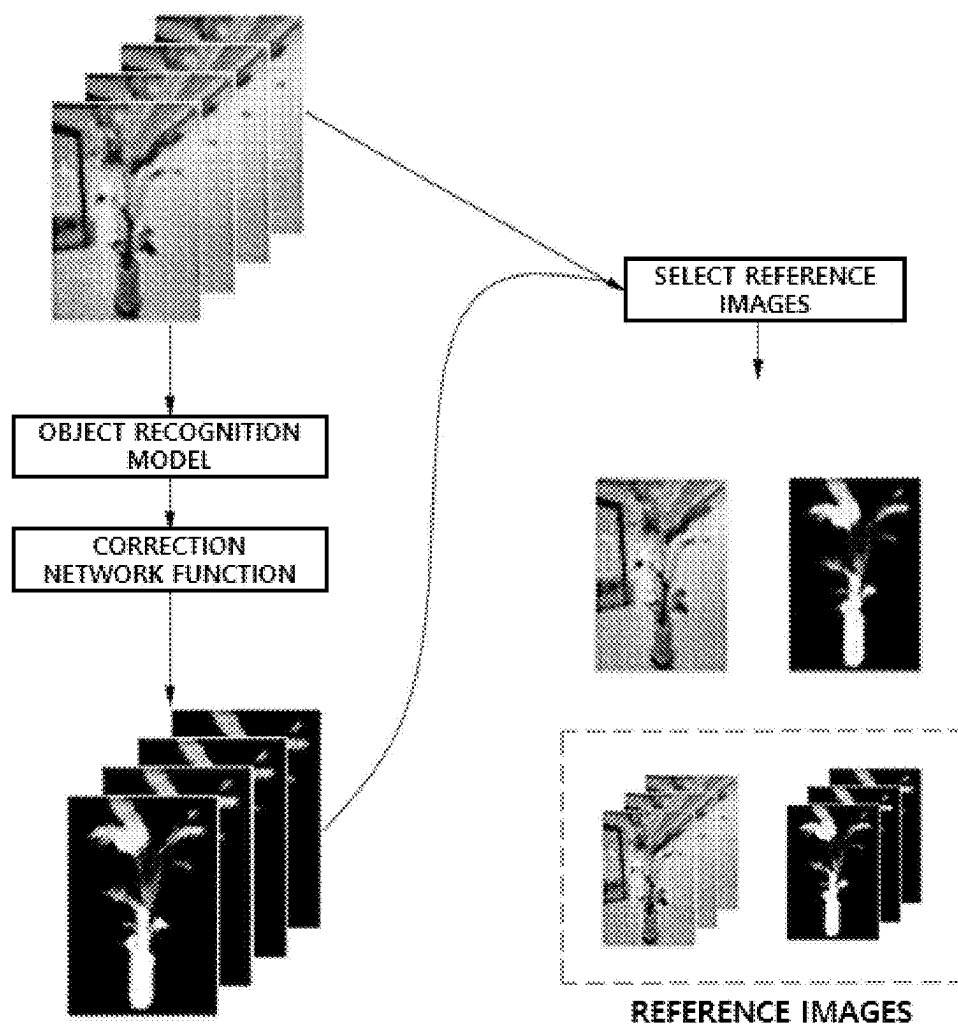 SELECT REFERENCE
IMAGES
OBJECT RECOGNITION
MODEL
CORRECTION
NETWORK FUNCTION
REFERENCE IMAGES